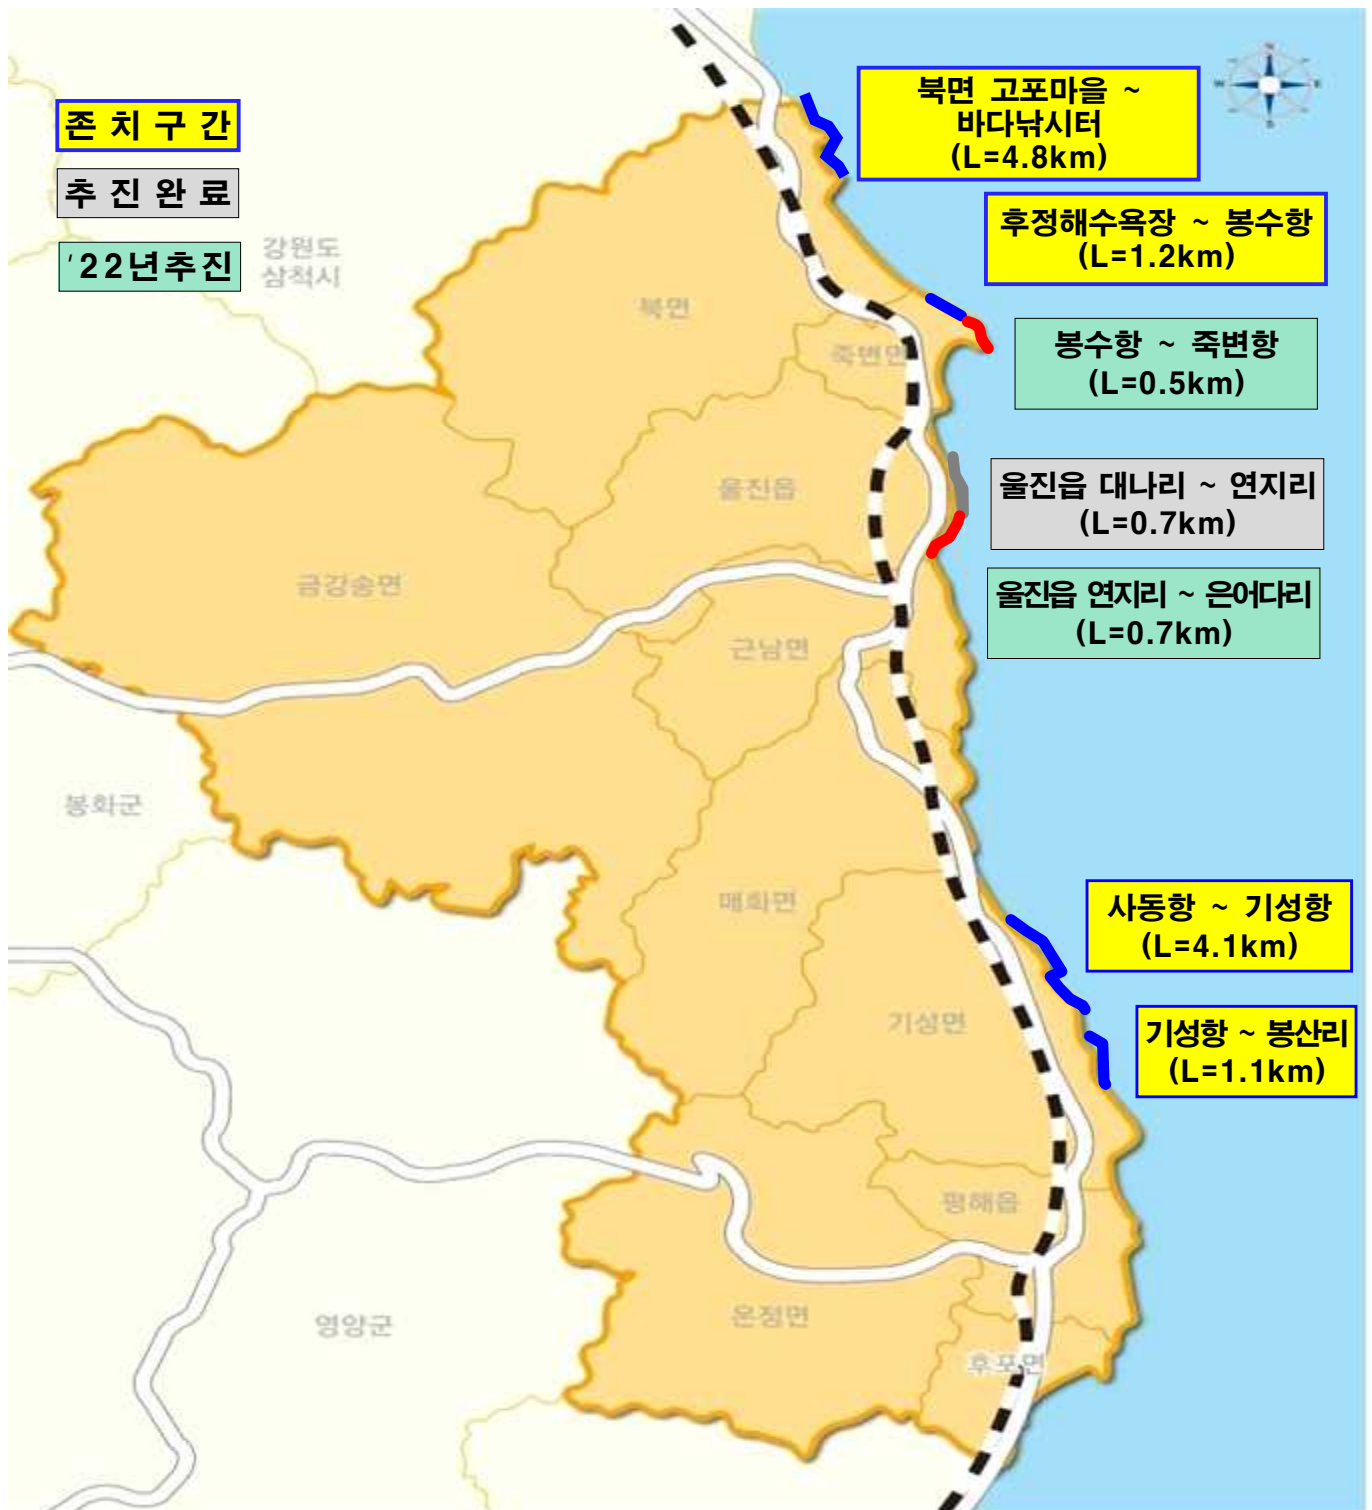 존 치 구 간
추 진 완 료
'22년추진
북면 고포마을 ~
바다낚시터
(L=4.8km)
후정해수욕장 ~ 봉수항
(L=1.2km)
봉수항 ~ 죽변항
(L=0.5km)
울진읍 대나리 ~ 연지리
(L=0.7km)
울진읍 연지리 ~ 은어다리
(L=0.7km)
사동항 ~ 기성항
(L=4.1km)
기성항 ~ 봉산리
(L=1.1km)
강원도
삼척시
북면
죽변면
울진읍
금강송면
근남면
봉화군
매화면
기성면
평해읍
영양군
온정면
후포면
N
W
E
S